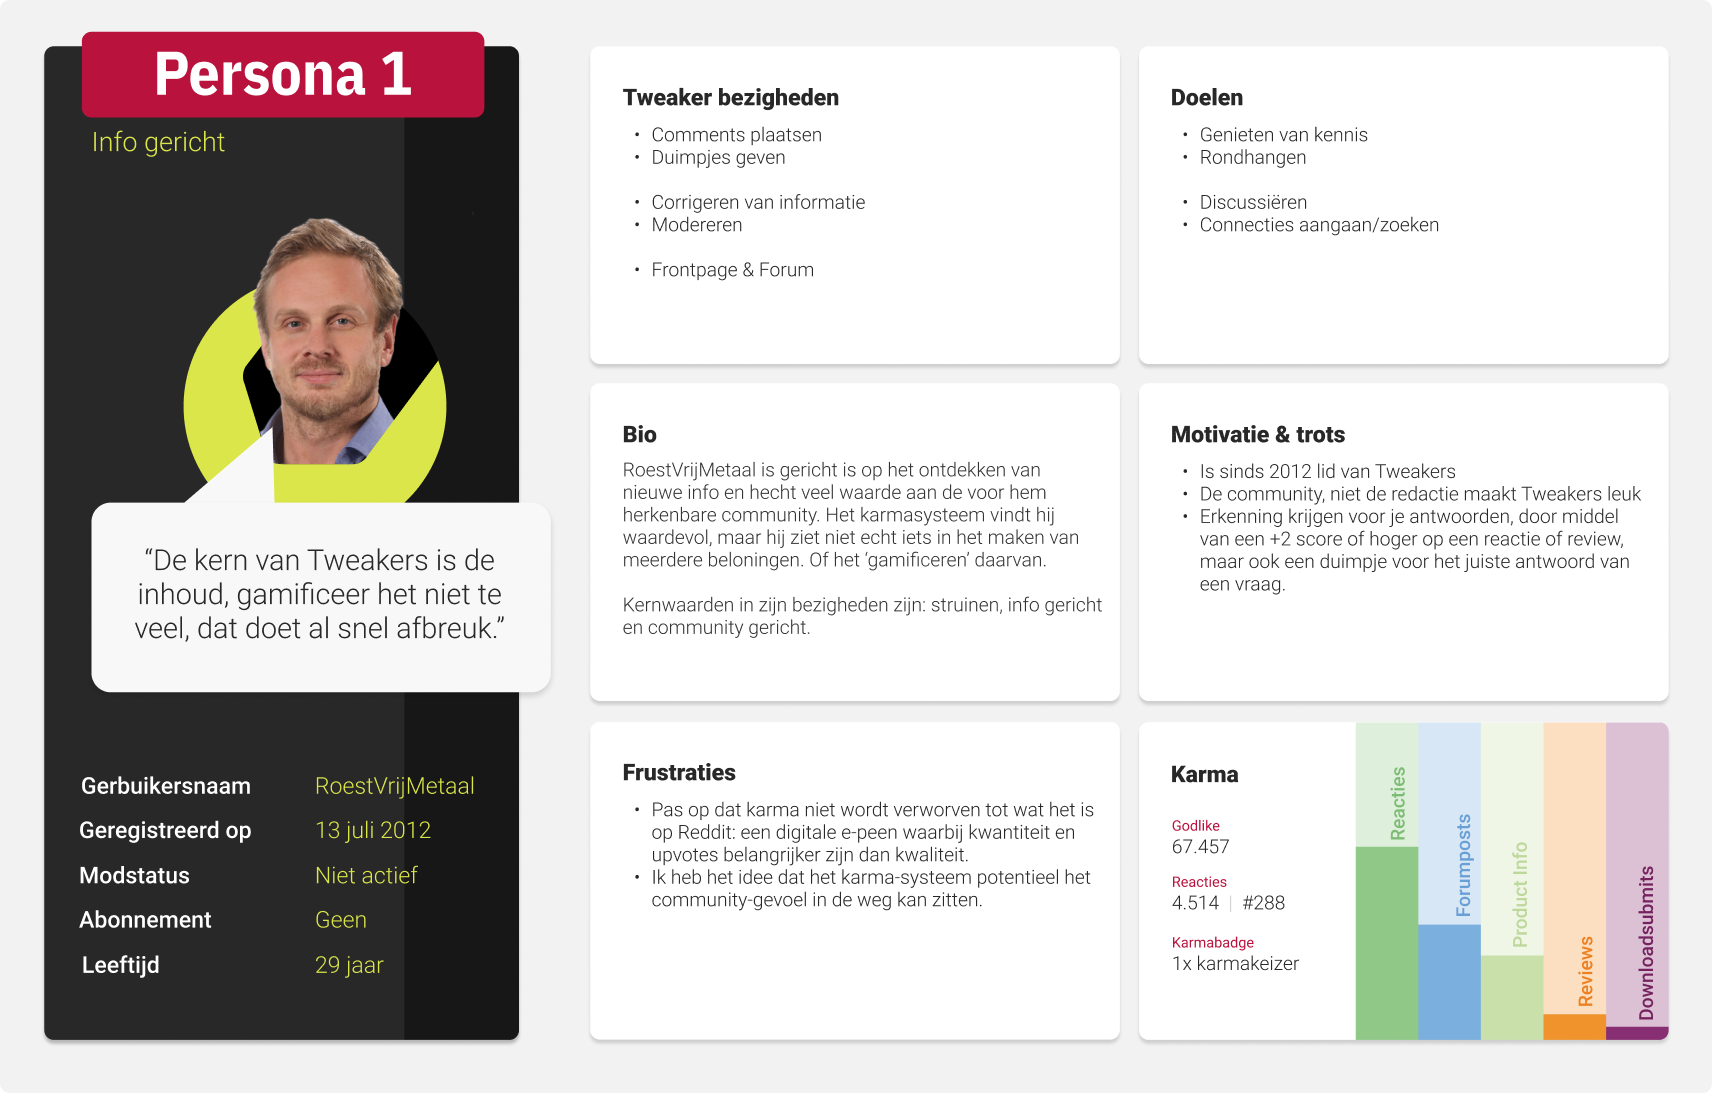 Persona 1
Info gericht
“De kern van Tweakers is de
inhoud, gamificeer het niet te
veel, dat doet al snel afbreuk.”
Gerbuikersnaam RoestVrijMetaal
Geregistreerd op 13 juli 2012
Modstatus Niet actief
Abonnement Geen
Leeftijd 29 jaar
Tweaker bezigheden
• Comments plaatsen
• Duimpjes geven
• Corrigeren van informatie
• Modereren
• Frontpage & Forum
Doelen
• Genieten van kennis
• Rondhangen
• Discussiëren
• Connecties aangaan/zoeken
Bio
RoestVrijMetaal is gericht is op het ontdekken van
nieuwe info en hecht veel waarde aan de voor hem
herkenbare community. Het karmasysteem vindt hij
waardevol, maar hij ziet niet echt iets in het maken van
meerdere beloningen. Of het ‘gamificeren’ daarvan.
Kernwaarden in zijn bezigheden zijn: struinen, info gericht
en community gericht.
Motivatie & trots
• Is sinds 2012 lid van Tweakers
• De community, niet de redactie maakt Tweakers leuk
• Erkenning krijgen voor je antwoorden, door middel
van een +2 score of hoger op een reactie of review,
maar ook een duimpje voor het juiste antwoord van
een vraag.
Frustraties
• Pas op dat karma niet wordt verworven tot wat het is
op Reddit: een digitale e-peen waarbij kwantiteit en
upvotes belangrijker zijn dan kwaliteit.
• Ik heb het idee dat het karma-systeem potentieel het
community-gevoel in de weg kan zitten.
Karma
Godlike
67.457
Reacties
4.514 | #288
Karmabadge
1x karmakeizer
Reacties
Forumposts
Product Info
Reviews
Downloadsubmits